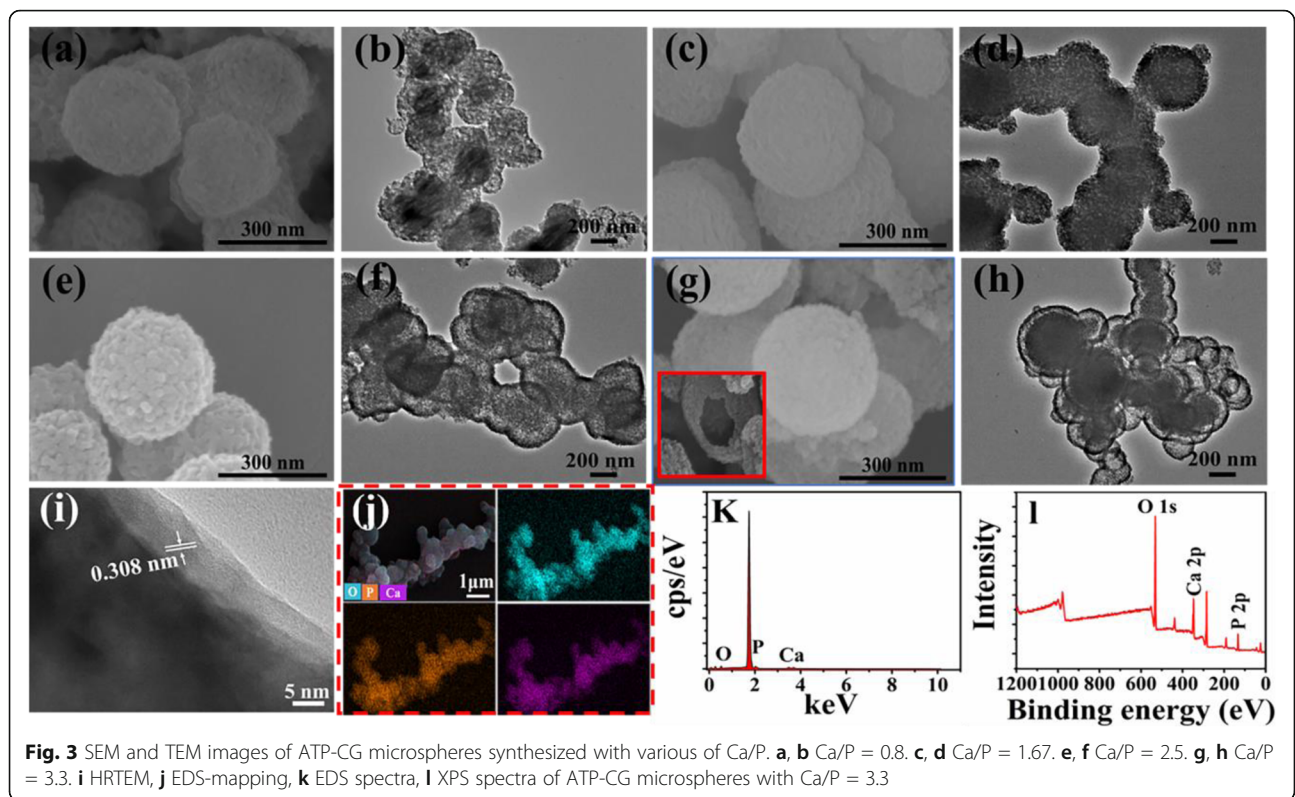 (a)
(b)
(c)
(d)
300 nm
200 nm
300 nm
200 nm
(e)
(f)
(g)
(h)
300 nm
200 nm
300 nm
200 nm
(i)
0.308 nm
5 nm
(j)
O P Ca
1μm
K
cps/eV
O
P
Ca
0 2 4 6 8 10
keV
l
Intensity
O 1s
Ca 2p
P 2p
1200 1000 800 600 400 200 0
Binding energy (eV)
Fig. 3 SEM and TEM images of ATP-CG microspheres synthesized with various of Ca/P. a, b Ca/P = 0.8. c, d Ca/P = 1.67. e, f Ca/P = 2.5. g, h Ca/P
= 3.3. i HRTEM, j EDS-mapping, k EDS spectra, l XPS spectra of ATP-CG microspheres with Ca/P = 3.3